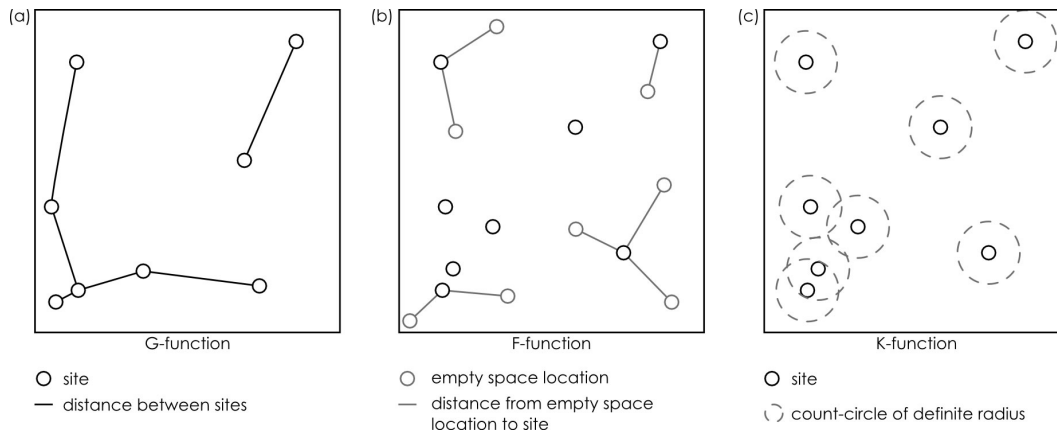 (a)
(b)
(c)
G-function
F-function
K-function
site
distance between sites
empty space location
distance from empty space
location to site
site
count-circle of definite radius